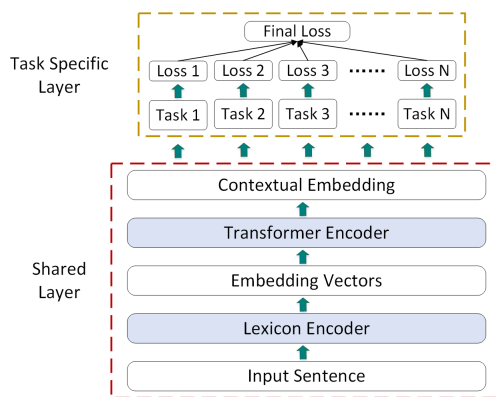 Final Loss
Task Specific
Layer
Loss 1 Loss 2 Loss 3 ...... Loss N
Task 1 Task 2 Task 3 ...... Task N
Contextual Embedding
Transformer Encoder
Shared
Layer
Embedding Vectors
Lexicon Encoder
Input Sentence